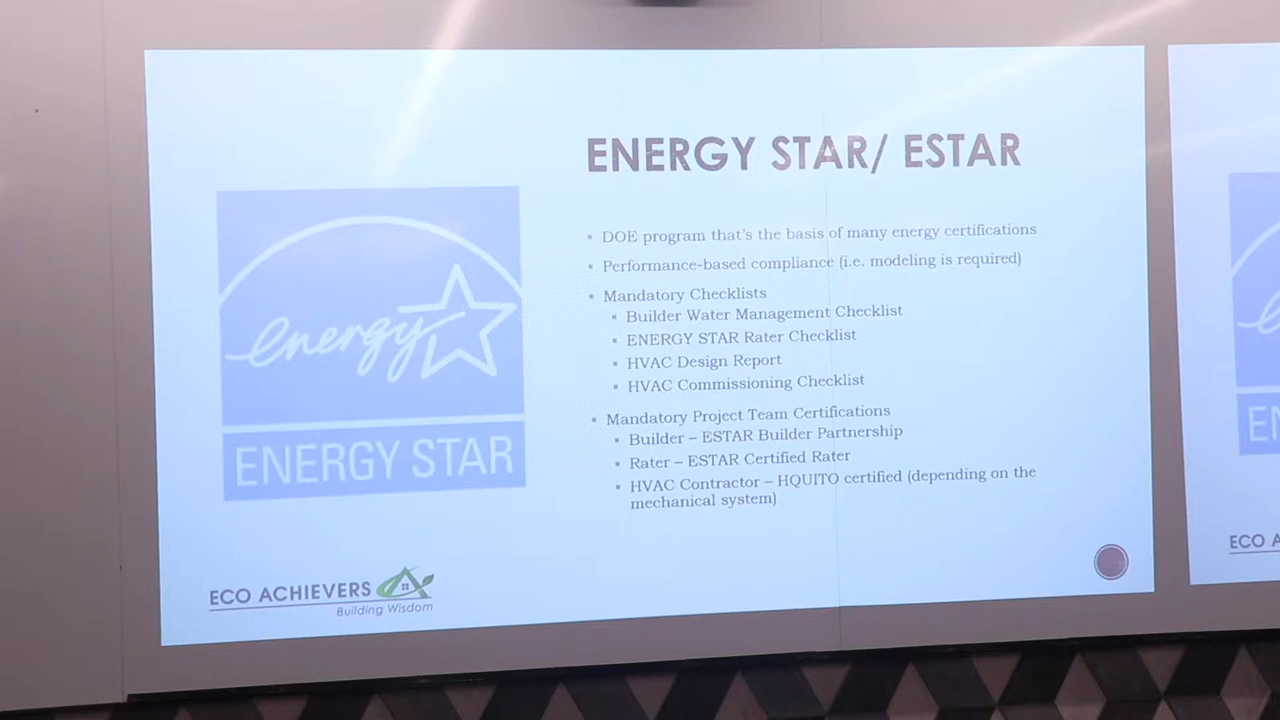 ENERGY STAR/ ESTAR
energy
ENERGY STAR
▪ DOE program that's the basis of many energy certifications
▪ Performance-based compliance (i.e. modeling is required)
▪ Mandatory Checklists
▪ Builder Water Management Checklist
▪ ENERGY STAR Rater Checklist
▪ HVAC Design Report
▪ HVAC Commissioning Checklist
▪ Mandatory Project Team Certifications
▪ Builder – ESTAR Builder Partnership
▪ Rater – ESTAR Certified Rater
▪ HVAC Contractor – HQUITO certified (depending on the
mechanical system)
ECO ACHIEVERS
Building Wisdom
EN
ECO A